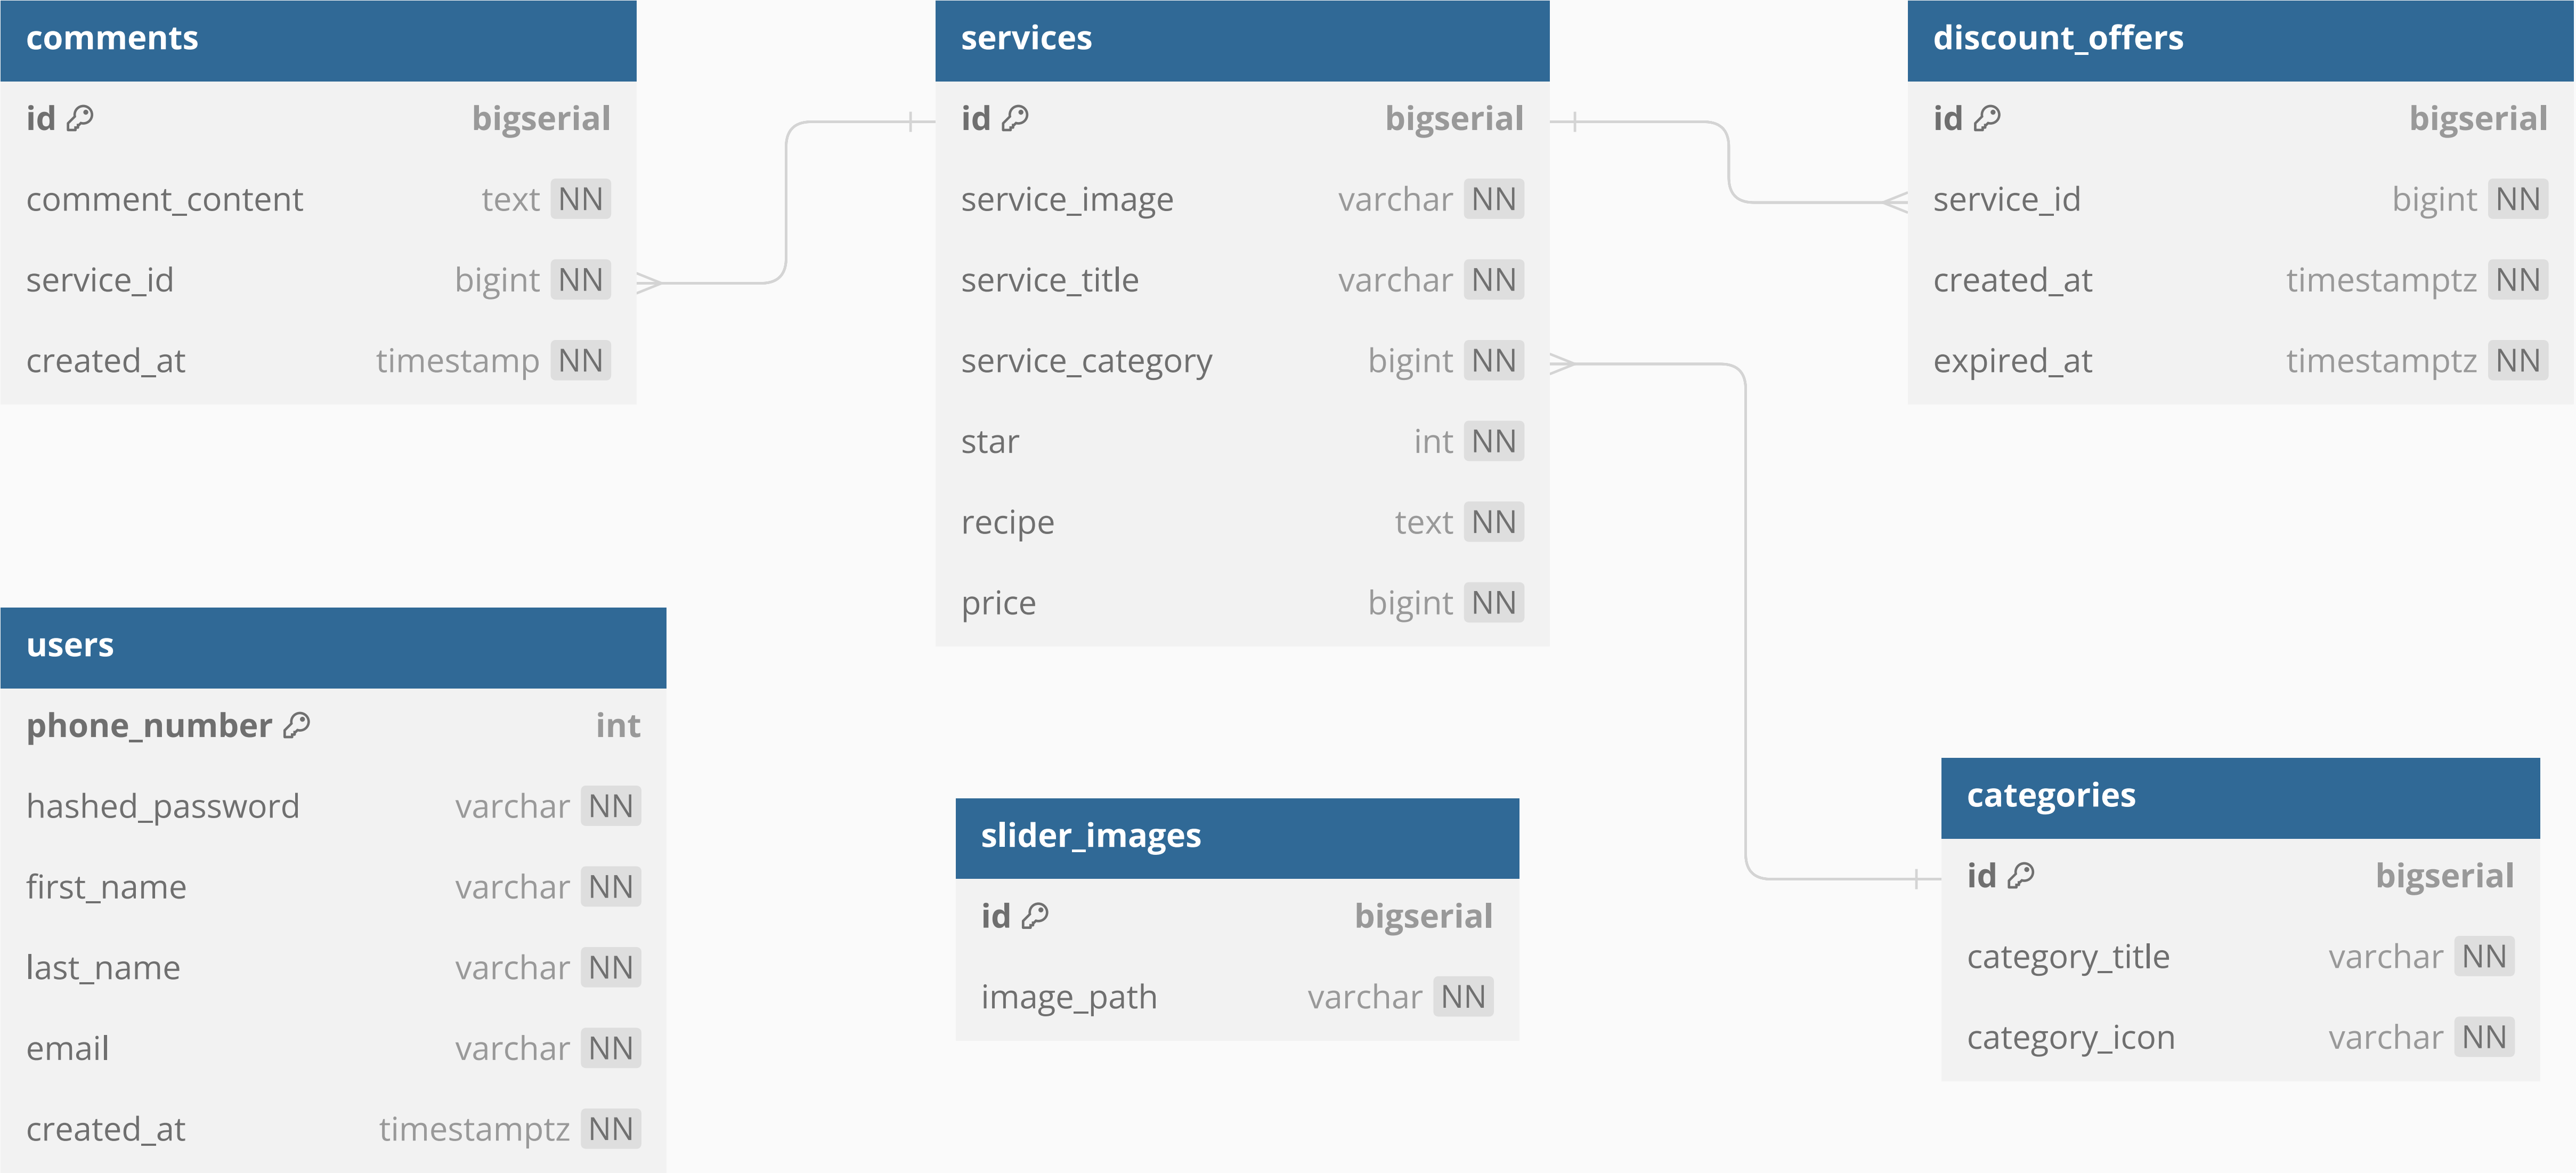 comments
id bigserial
comment_content text NN
service_id bigint NN
created_at timestamp NN
services
id bigserial
service_image varchar NN
service_title varchar NN
service_category bigint NN
star int NN
recipe text NN
price bigint NN
discount_offers
id bigserial
service_id bigint NN
created_at timestamptz NN
expired_at timestamptz NN
users
phone_number int
hashed_password varchar NN
first_name varchar NN
last_name varchar NN
email varchar NN
created_at timestamptz NN
slider_images
id bigserial
image_path varchar NN
categories
id bigserial
category_title varchar NN
category_icon varchar NN